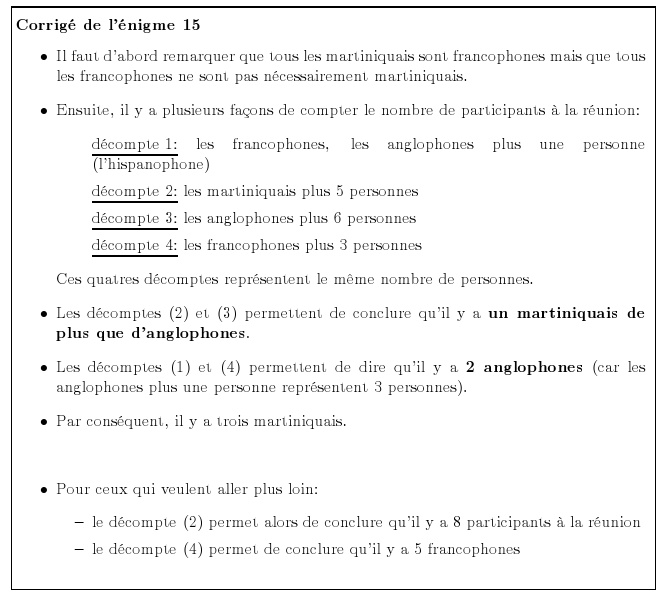 Corrigé de l'énigme 15
• Il faut d'abord remarquer que tous les martiniquais sont francophones mais que tous
les francophones ne sont pas nécessairement martiniquais.
• Ensuite, il y a plusieurs façons de compter le nombre de participants à la réunion:
décompte 1: les francophones, les anglophones plus une personne
(l'hispanophone)
décompte 2: les martiniquais plus 5 personnes
décompte 3: les anglophones plus 6 personnes
décompte 4: les francophones plus 3 personnes
Ces quatres décomptes représentent le même nombre de personnes.
• Les décomptes (2) et (3) permettent de conclure qu'il y a un martiniquais de
plus que d'anglophones.
• Les décomptes (1) et (4) permettent de dire qu'il y a 2 anglophones (car les
anglophones plus une personne représentent 3 personnes).
• Par conséquent, il y a trois martiniquais.
• Pour ceux qui veulent aller plus loin:
– le décompte (2) permet alors de conclure qu'il y a 8 participants à la réunion
– le décompte (4) permet de conclure qu'il y a 5 francophones